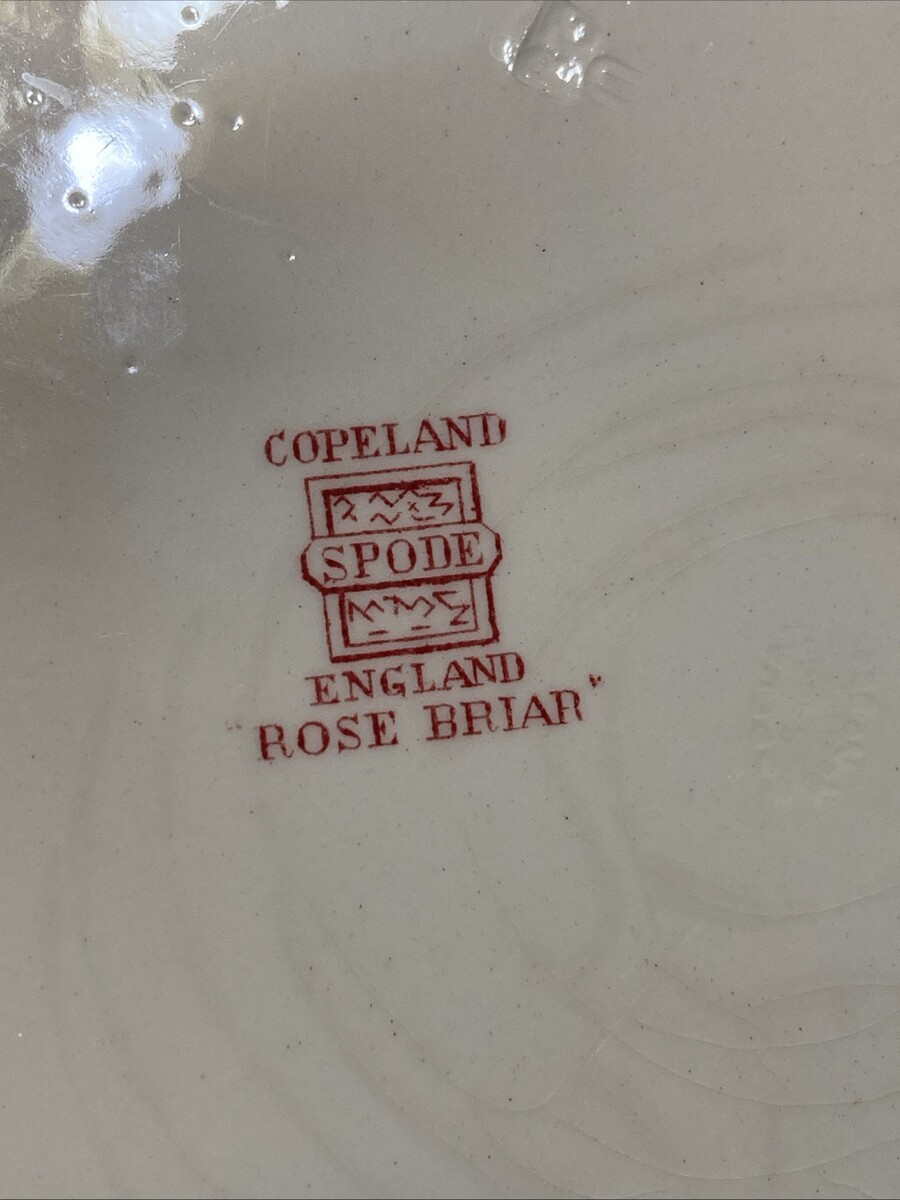 COPELAND
SPODE
ENGLAND
"ROSE BRIAR"